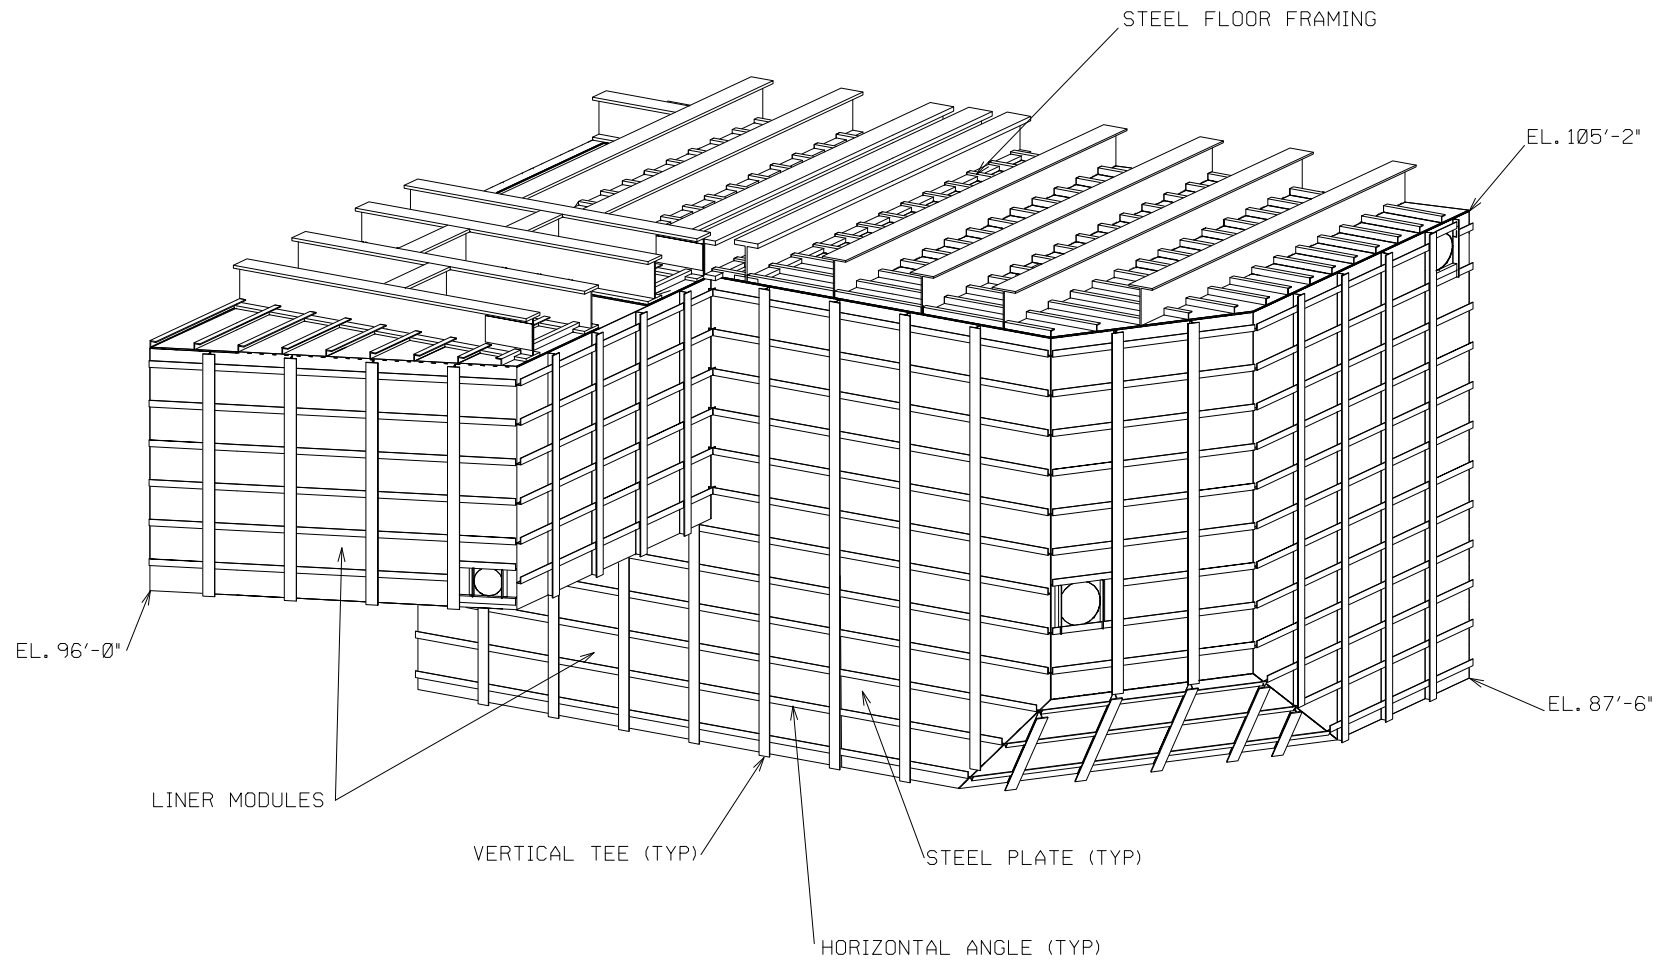 STEEL FLOOR FRAMING
EL. 105'-2"
EL. 96'-0"
EL. 87'-6"
LINER MODULES
VERTICAL TEE (TYP)
STEEL PLATE (TYP)
HORIZONTAL ANGLE (TYP)